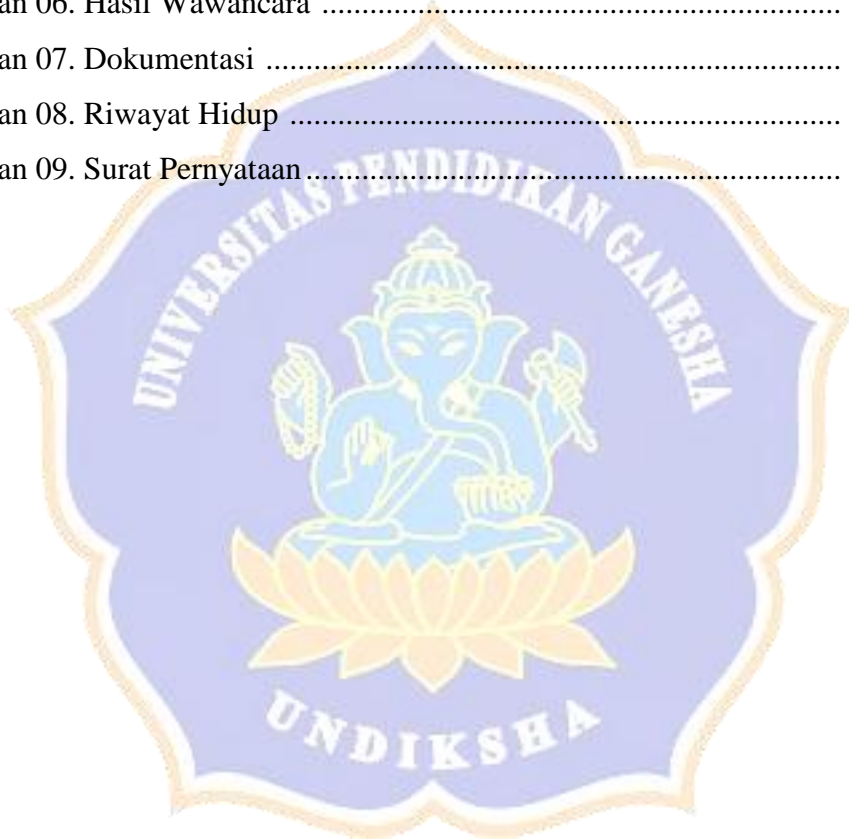 an 06. Hasil Wawancara ................................................................
an 07. Dokumentasi ......................................................................
an 08. Riwayat Hidup ...................................................................
an 09. Surat Pernyataan .................................................................
UNIVERSITAS PENDIDIKAN GANESHA
UNDIKSHA